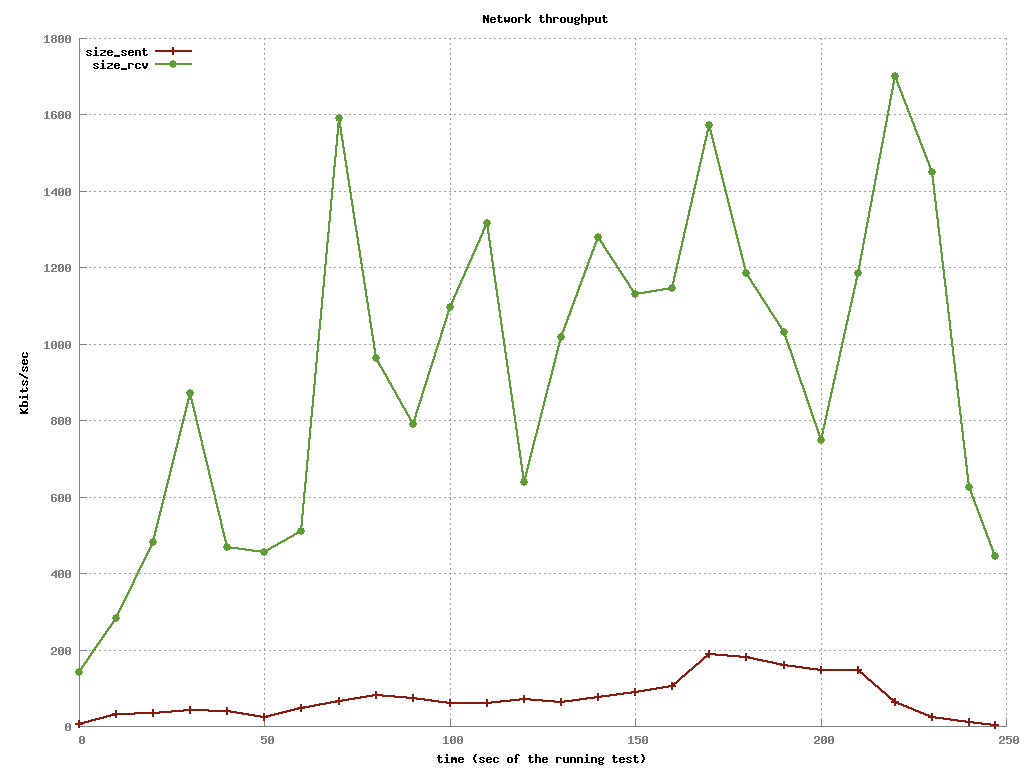 Network throughput
1800
size_sent
size_rcv
1600
1400
1200
1000
Kbits/sec
800
600
400
200
0
0 50 100 150 200 250
time (sec of the running test)